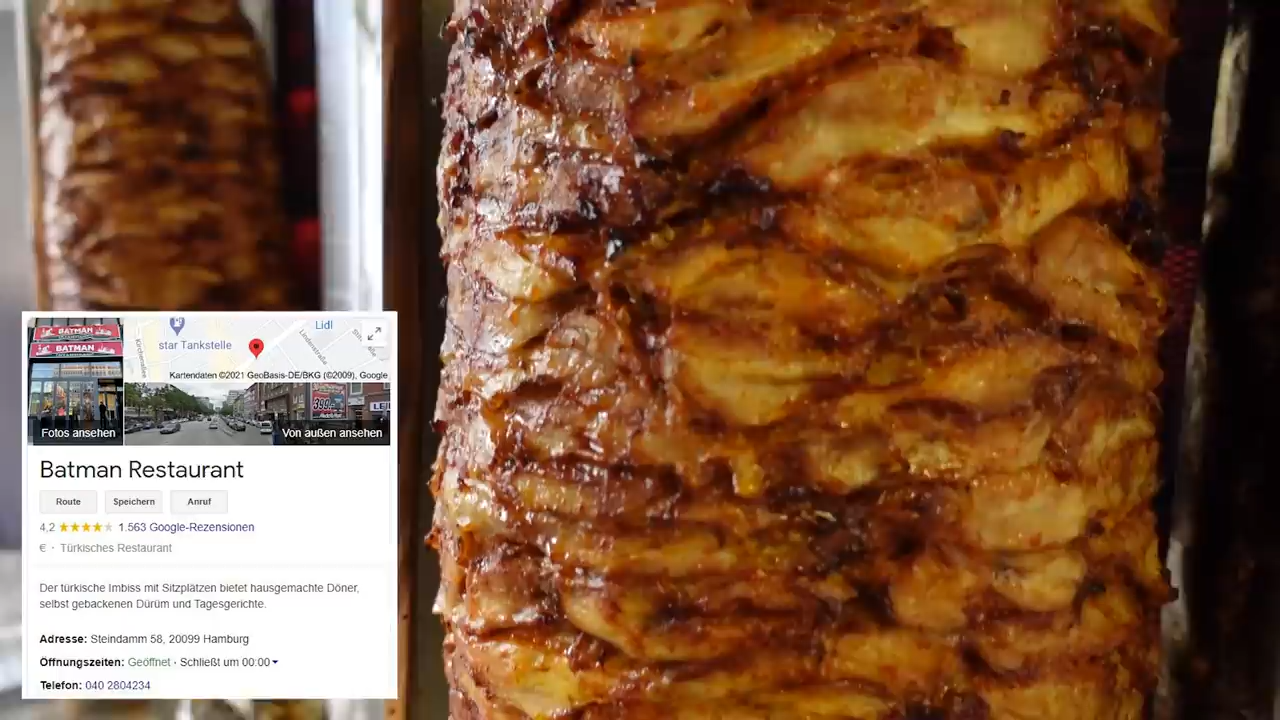 BATMAN
BATMAN
star Tankstelle
Lidl
Lindenstraße
Kartendaten ©2021 GeoBasis-DE/BKG (©2009), Google
3.99
Fotos ansehen
Von außen ansehen
Batman Restaurant
Route
Speichern
Anruf
4,2 ★★★★★ 1.563 Google-Rezensionen
€ · Türkisches Restaurant
Der türkische Imbiss mit Sitzplätzen bietet hausgemachte Döner,
selbst gebackenen Dürüm und Tagesgerichte.
Adresse: Steindamm 58, 20099 Hamburg
Öffnungszeiten: Geöffnet · Schließt um 00:00
Telefon: 040 2804234